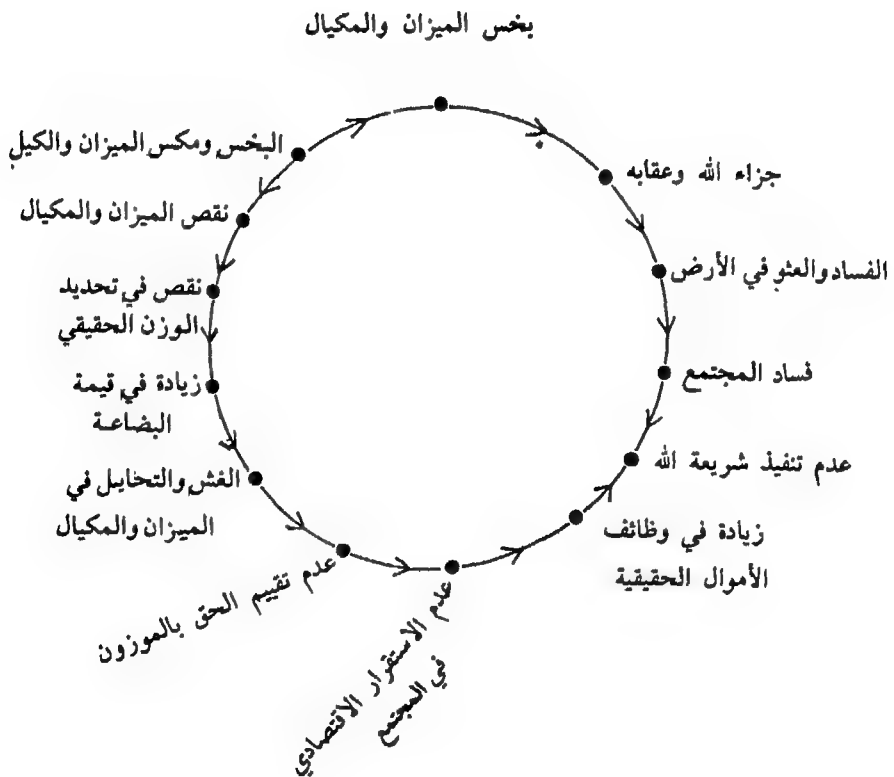 بخس الميزان والمكيال
جزاء الله وعقابه
الفساد والعثو في الأرض
فساد المجتمع
عدم تنفيذ شريعة الله
زيادة في وظائف
الأموال الحقيقية
عدم الاستقرار الاقتصادي
في المجتمع
عدم تقييم الحق بالموزون
الغش والتخايل في
الميزان والمكيال
زيادة في قيمة
البضاعة
نقص في تحديد
الوزن الحقيقي
نقص الميزان والمكيال
البخس ومكس الميزان والكيل